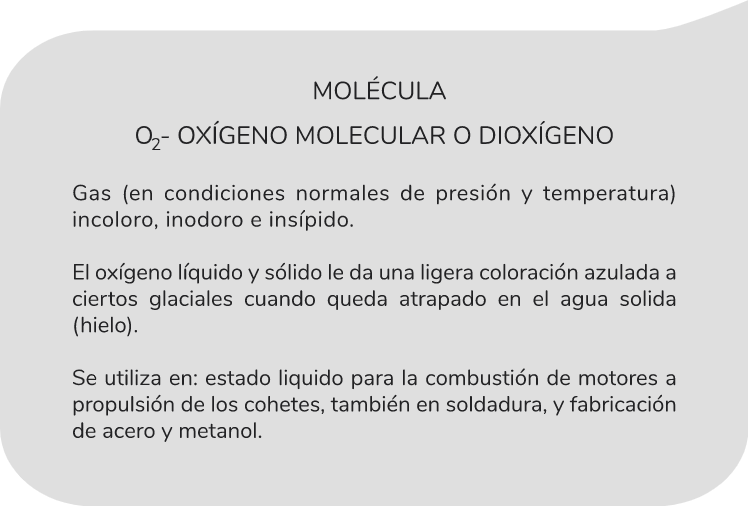 MOLÉCULA
O₂- OXÍGENO MOLECULAR O DIOXÍGENO
Gas (en condiciones normales de presión y temperatura)
incoloro, inodoro e insípido.
El oxígeno líquido y sólido le da una ligera coloración azulada a
ciertos glaciales cuando queda atrapado en el agua solida
(hielo).
Se utiliza en: estado liquido para la combustión de motores a
propulsión de los cohetes, también en soldadura, y fabricación
de acero y metanol.